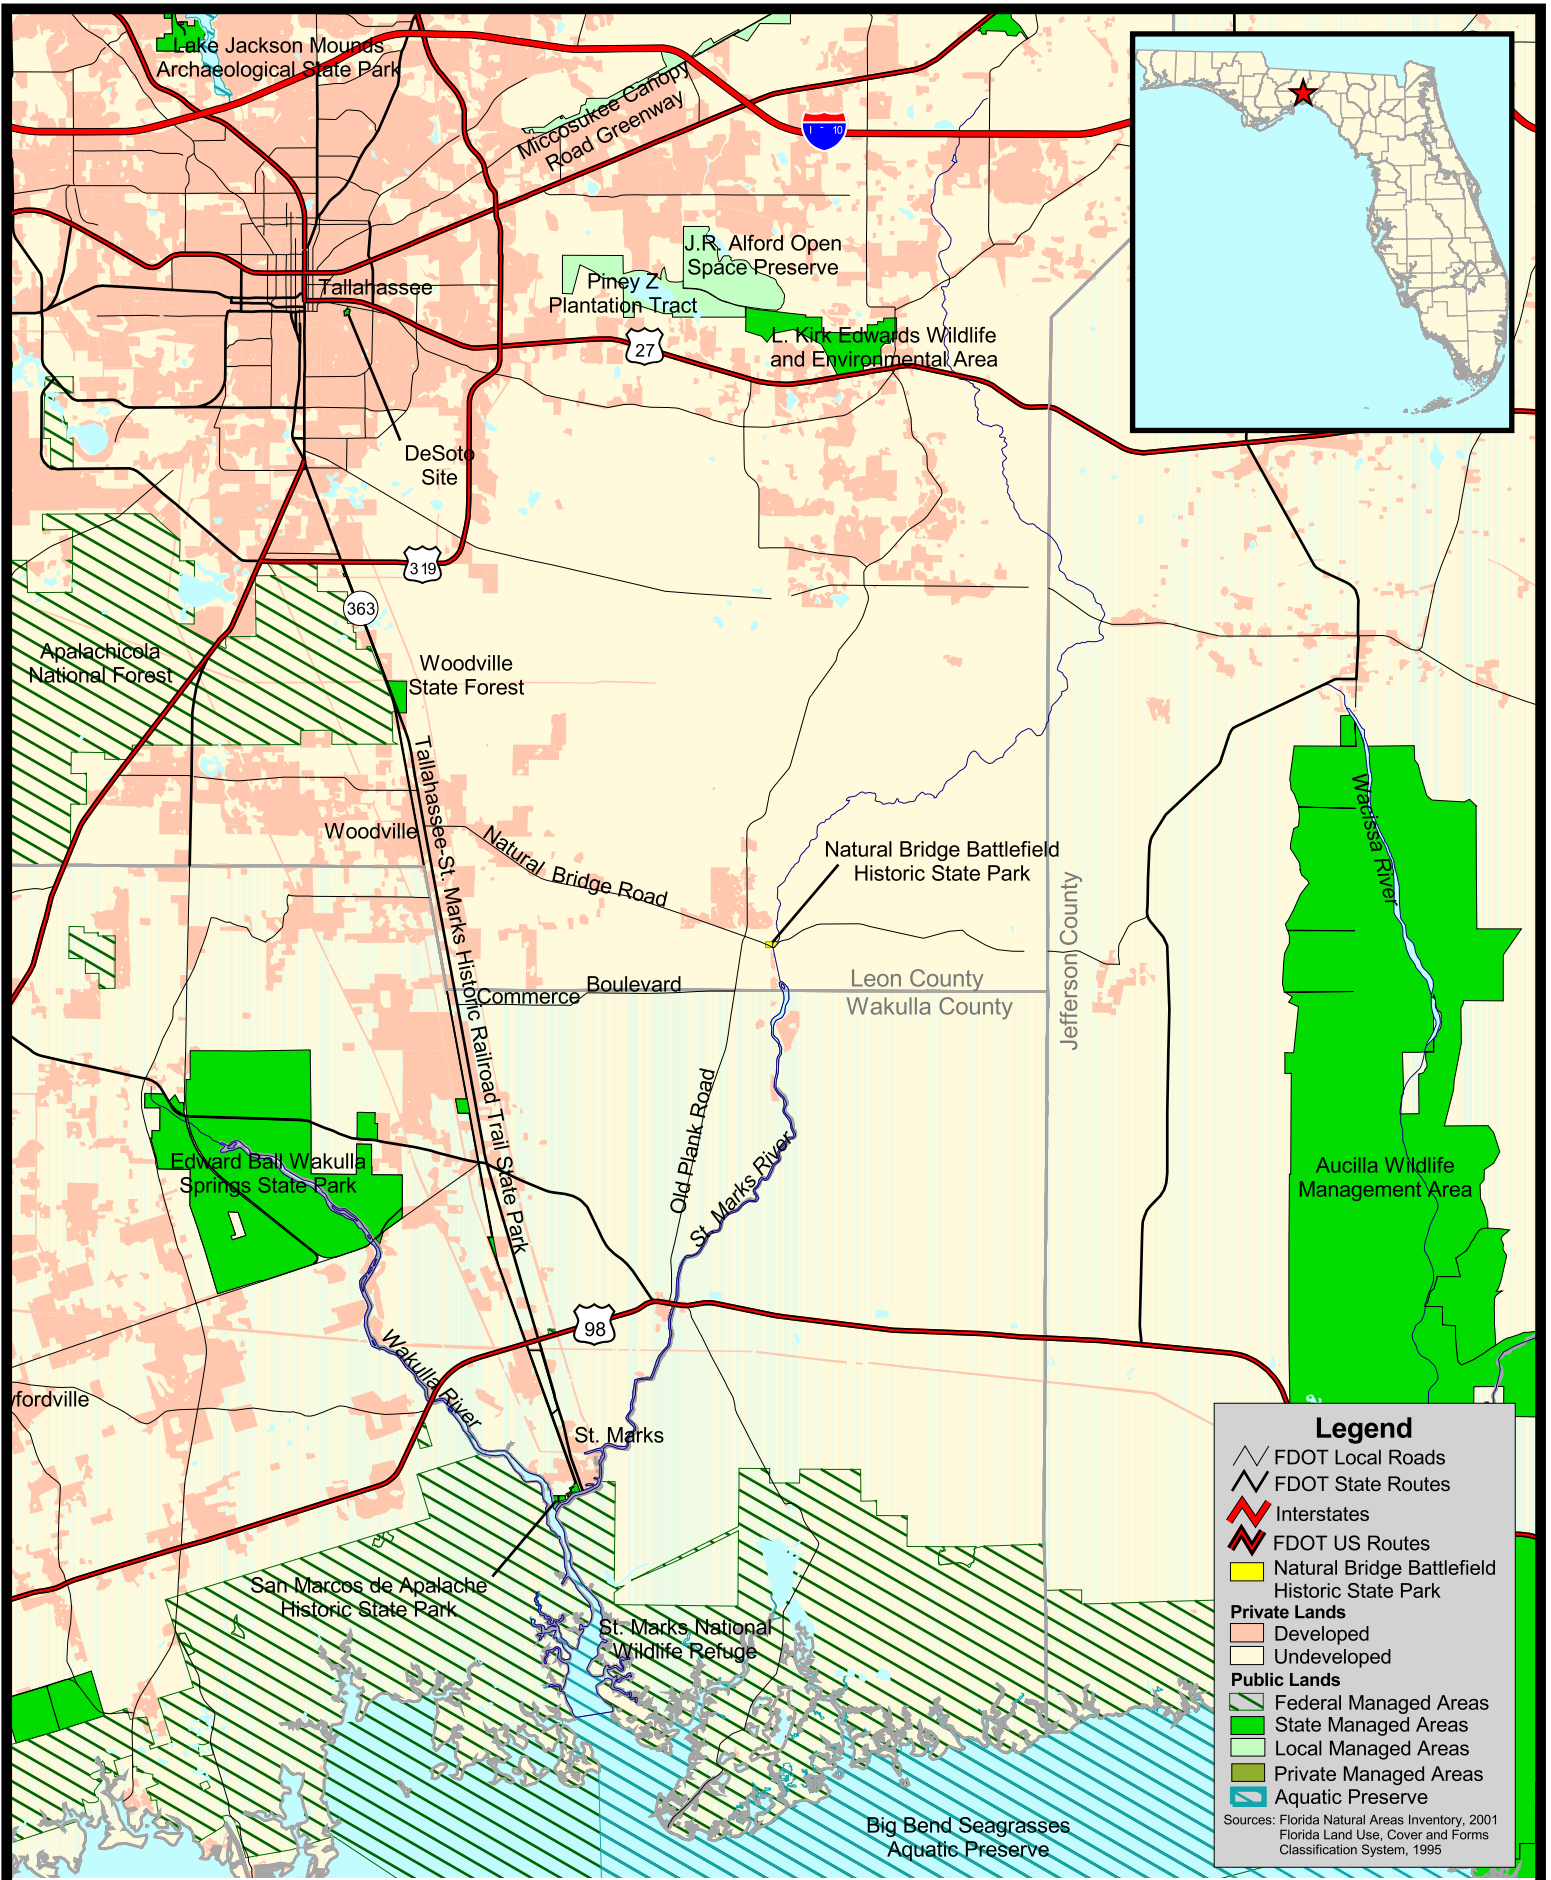 Lake Jackson Mounds
Archaeological State Park
Miccosukee Canopy
Road Greenway
I - 10
J.R. Alford Open
Space Preserve
Piney Z
Plantation Tract
Tallahassee
L. Kirk Edwards Wildlife
and Environmental Area
27
DeSoto
Site
319
363
Apalachicola
National Forest
Woodville
State Forest
Tallahassee-St. Marks Historic Railroad Trail State Park
Wacissa River
Woodville
Natural Bridge Road
Natural Bridge Battlefield
Historic State Park
Jefferson County
Leon County
Wakulla County
Commerce Boulevard
Old Plank Road
St. Marks River
Edward Ball Wakulla
Springs State Park
Aucilla Wildlife
Management Area
98
Wakulla River
fordville
St. Marks
San Marcos de Apalache
Historic State Park
St. Marks National
Wildlife Refuge
Big Bend Seagrasses
Aquatic Preserve
Legend
FDOT Local Roads
FDOT State Routes
Interstates
FDOT US Routes
Natural Bridge Battlefield
Historic State Park
Private Lands
Developed
Undeveloped
Public Lands
Federal Managed Areas
State Managed Areas
Local Managed Areas
Private Managed Areas
Aquatic Preserve
Sources: Florida Natural Areas Inventory, 2001
Florida Land Use, Cover and Forms
Classification System, 1995